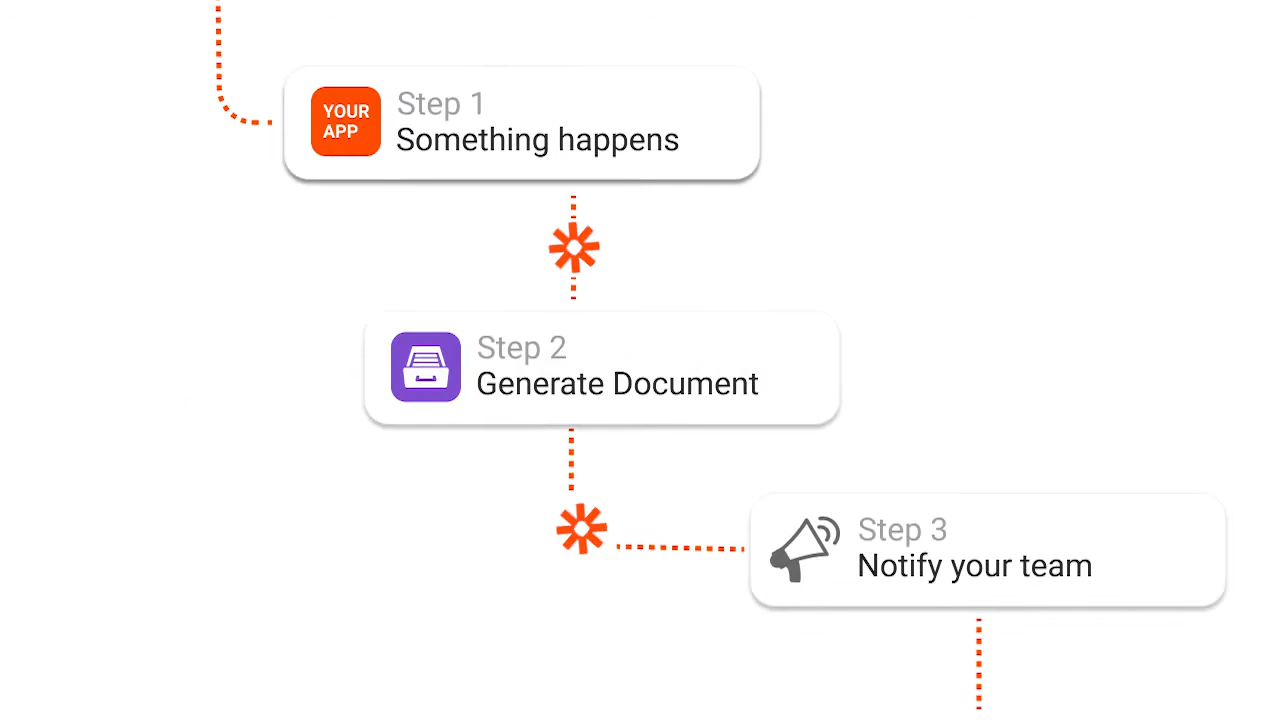 YOUR
APP
Step 1
Something happens
Step 2
Generate Document
Step 3
Notify your team